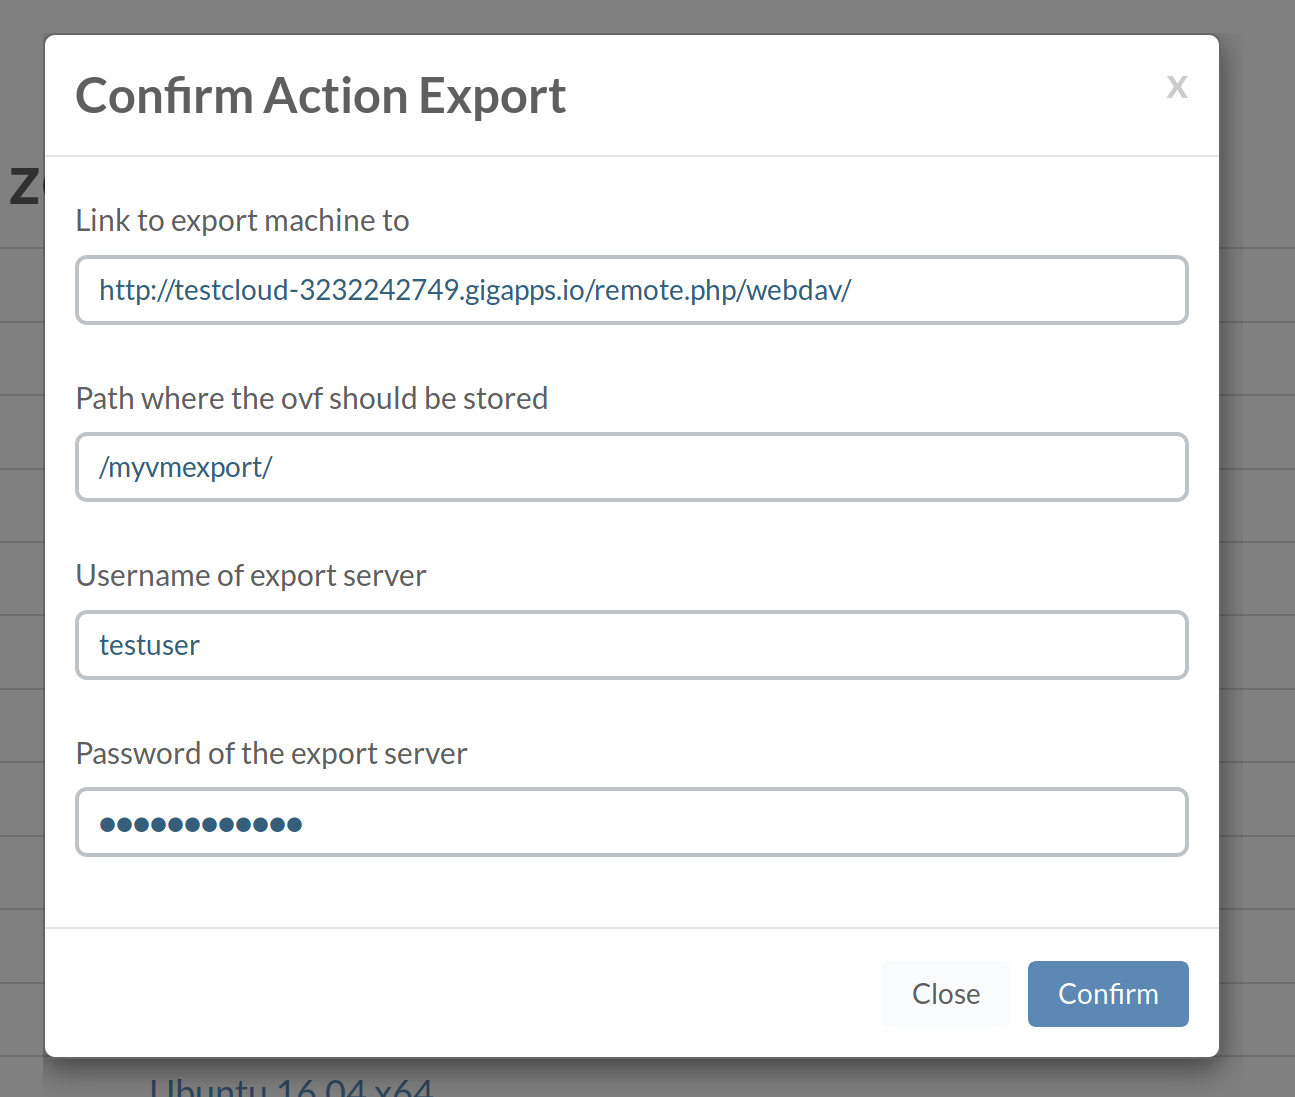 Confirm Action Export
X
Link to export machine to
http://testcloud-3232242749.gigapps.io/remote.php/webdav/
Path where the ovf should be stored
/myvmexport/
Username of export server
testuser
Password of the export server
●●●●●●●●●●●●
Close
Confirm
Ubuntu 16.04 x64